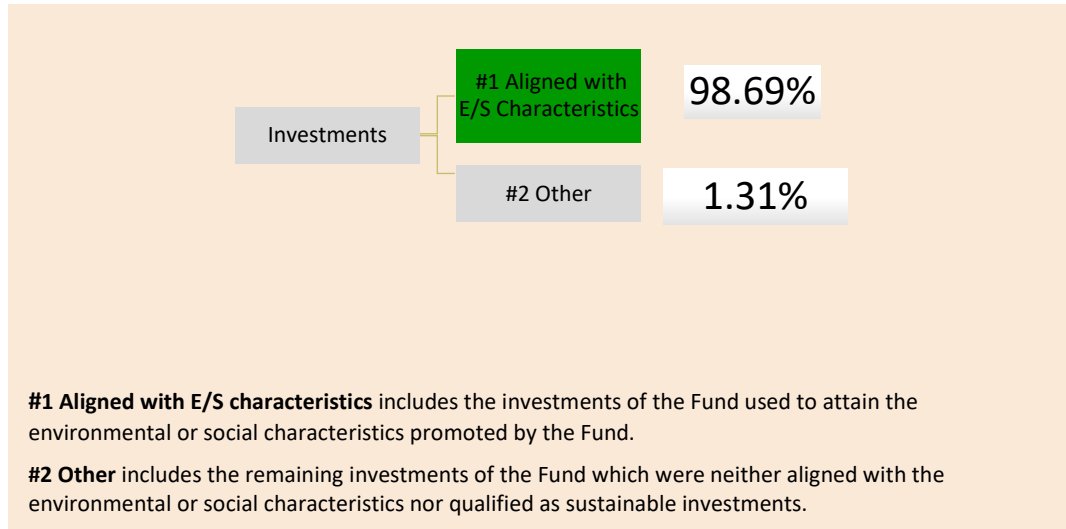 #1 Aligned with
E/S Characteristics
98.69%
Investments
#2 Other
1.31%
#1 Aligned with E/S characteristics includes the investments of the Fund used to attain the
environmental or social characteristics promoted by the Fund.
#2 Other includes the remaining investments of the Fund which were neither aligned with the
environmental or social characteristics nor qualified as sustainable investments.